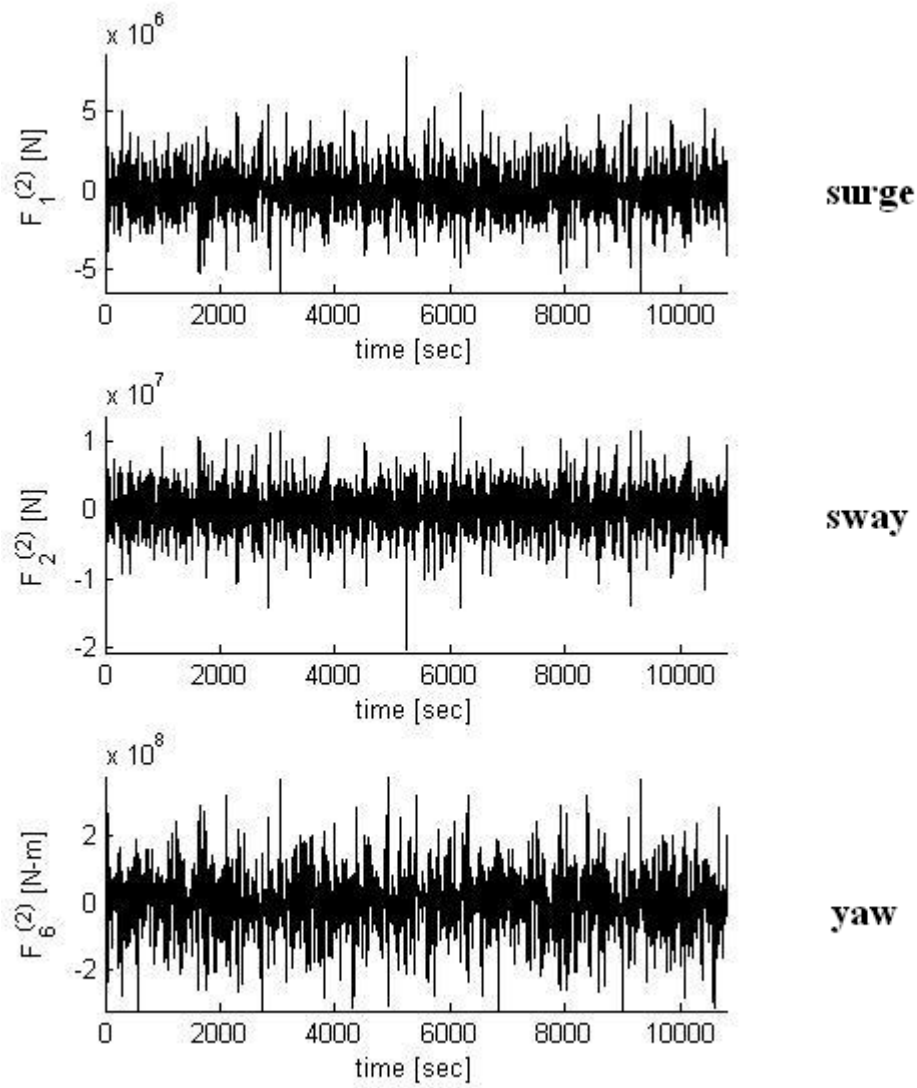 x 10^6
5
0
-5
F_1^(2) [N]
0 2000 4000 6000 8000 10000
time [sec]
surge
x 10^7
1
0
-1
-2
F_2^(2) [N]
0 2000 4000 6000 8000 10000
time [sec]
sway
x 10^8
2
0
-2
F_6^(2) [N-m]
0 2000 4000 6000 8000 10000
time [sec]
yaw